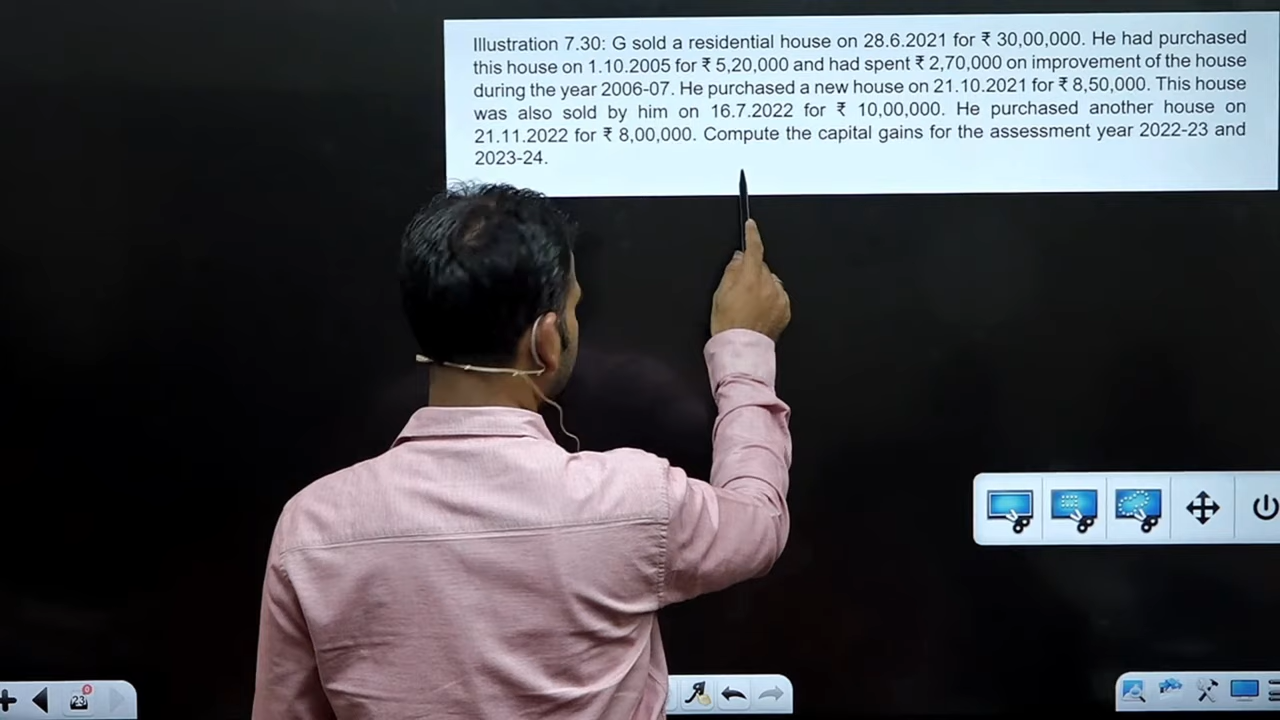 Illustration 7.30: G sold a residential house on 28.6.2021 for ₹ 30,00,000. He had purchased
this house on 1.10.2005 for ₹ 5,20,000 and had spent ₹ 2,70,000 on improvement of the house
during the year 2006-07. He purchased a new house on 21.10.2021 for ₹ 8,50,000. This house
was also sold by him on 16.7.2022 for ₹ 10,00,000. He purchased another house on
21.11.2022 for ₹ 8,00,000. Compute the capital gains for the assessment year 2022-23 and
2023-24.
23
0